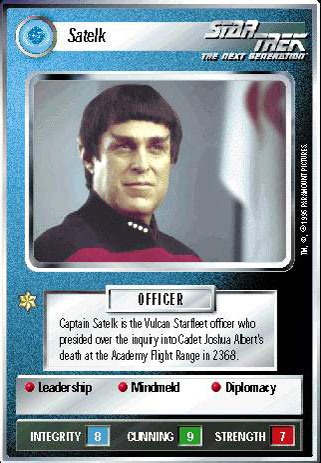 Satelk
STAR TREK
THE NEXT GENERATION
TM, ®, © 1995 PARAMOUNT PICTURES.
OFFICER
Captain Satelk is the Vulcan Starfleet officer who
presided over the inquiry into Cadet Joshua Albert's
death at the Academy Flight Range in 2368.
Leadership Mindmeld Diplomacy
INTEGRITY 8 CUNNING 9 STRENGTH 7